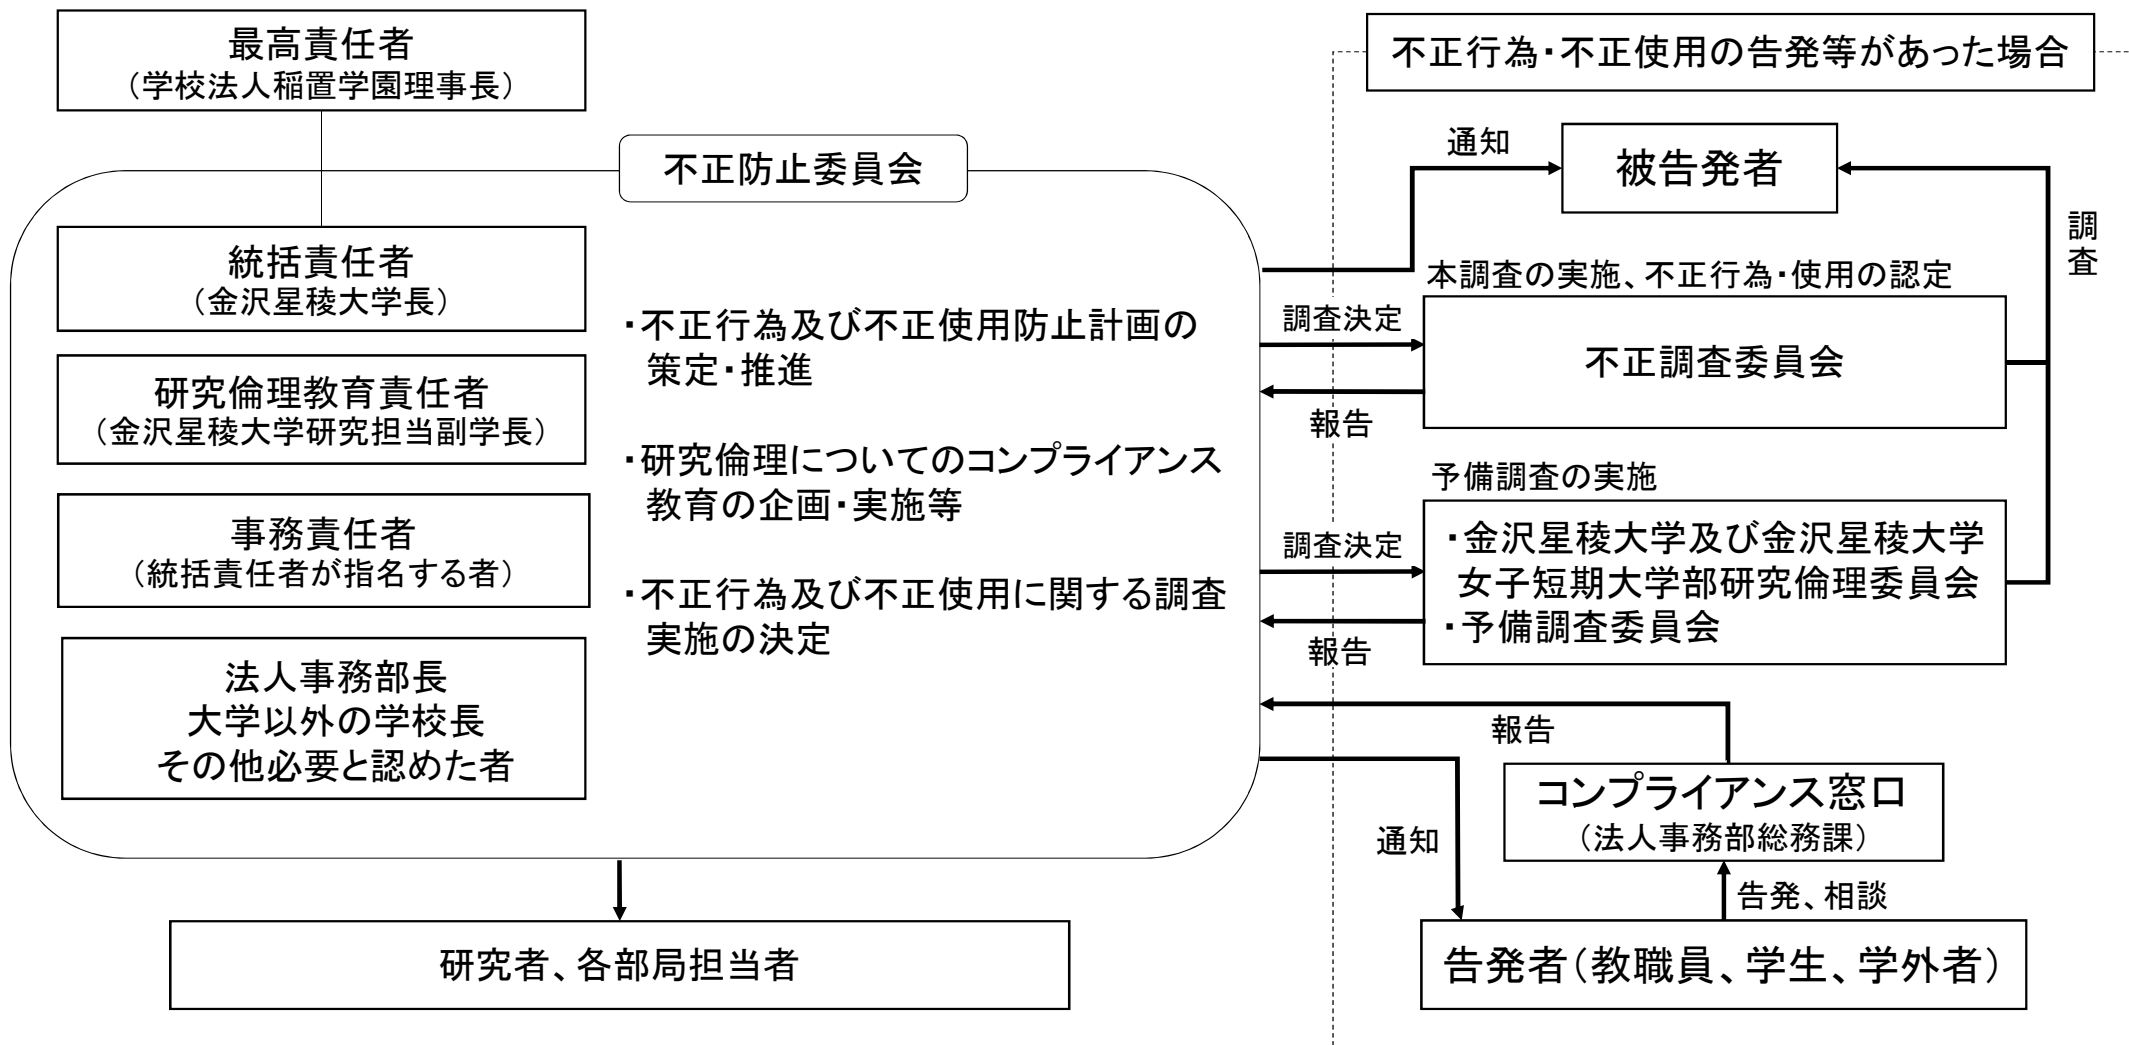 最高責任者
（学校法人稲置学園理事長）
不正防止委員会
統括責任者
（金沢星稜大学長）
研究倫理教育責任者
（金沢星稜大学研究担当副学長）
事務責任者
（統括責任者が指名する者）
法人事務部長
大学以外の学校長
その他必要と認めた者
・不正行為及び不正使用防止計画の
策定・推進
・研究倫理についてのコンプライアンス
教育の企画・実施等
・不正行為及び不正使用に関する調査
実施の決定
研究者、各部局担当者
不正行為・不正使用の告発等があった場合
通知
被告発者
調査
本調査の実施、不正行為・使用の認定
調査決定
不正調査委員会
報告
予備調査の実施
調査決定
・金沢星稜大学及び金沢星稜大学
女子短期大学部研究倫理委員会
・予備調査委員会
報告
報告
コンプライアンス窓口
（法人事務部総務課）
通知
告発、相談
告発者（教職員、学生、学外者）